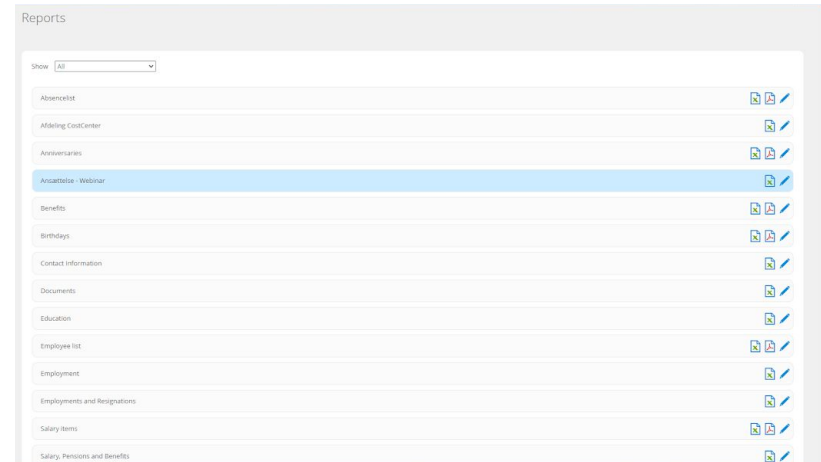 Reports
Show All
Absencelist
Afdeling CostCenter
Anniversaries
Ansættelse - Webinar
Benefits
Birthdays
Contact Information
Documents
Education
Employee list
Employment
Employments and Resignations
Salary items
Salary, Pensions and Benefits